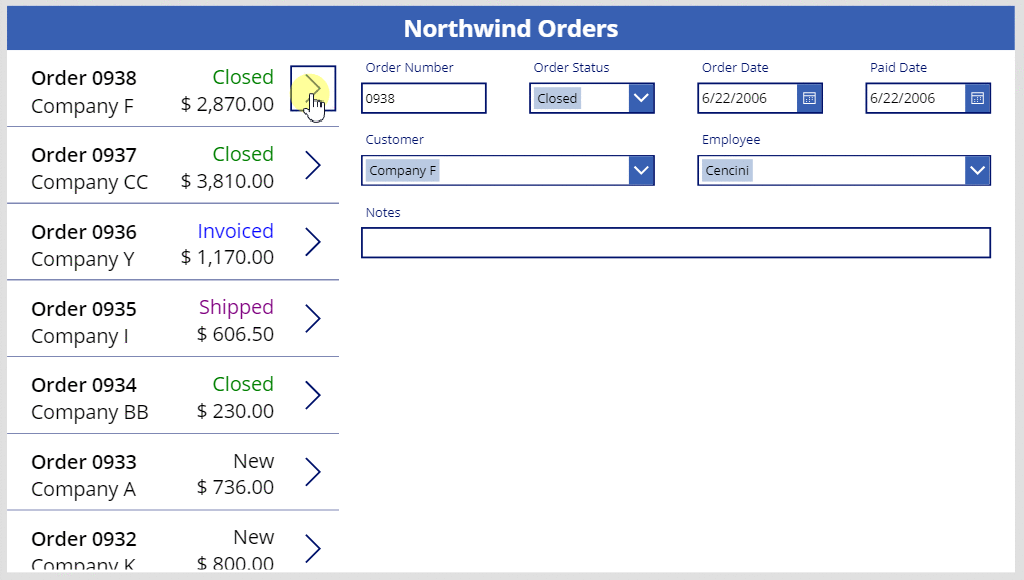 Northwind Orders
Order 0938 Closed
Company F $ 2,870.00
Order 0937 Closed
Company CC $ 3,810.00
Order 0936 Invoiced
Company Y $ 1,170.00
Order 0935 Shipped
Company I $ 606.50
Order 0934 Closed
Company BB $ 230.00
Order 0933 New
Company A $ 736.00
Order 0932 New
Company K $ 800.00
Order Number Order Status Order Date Paid Date
0938 Closed 6/22/2006 6/22/2006
Customer Employee
Company F Cencini
Notes